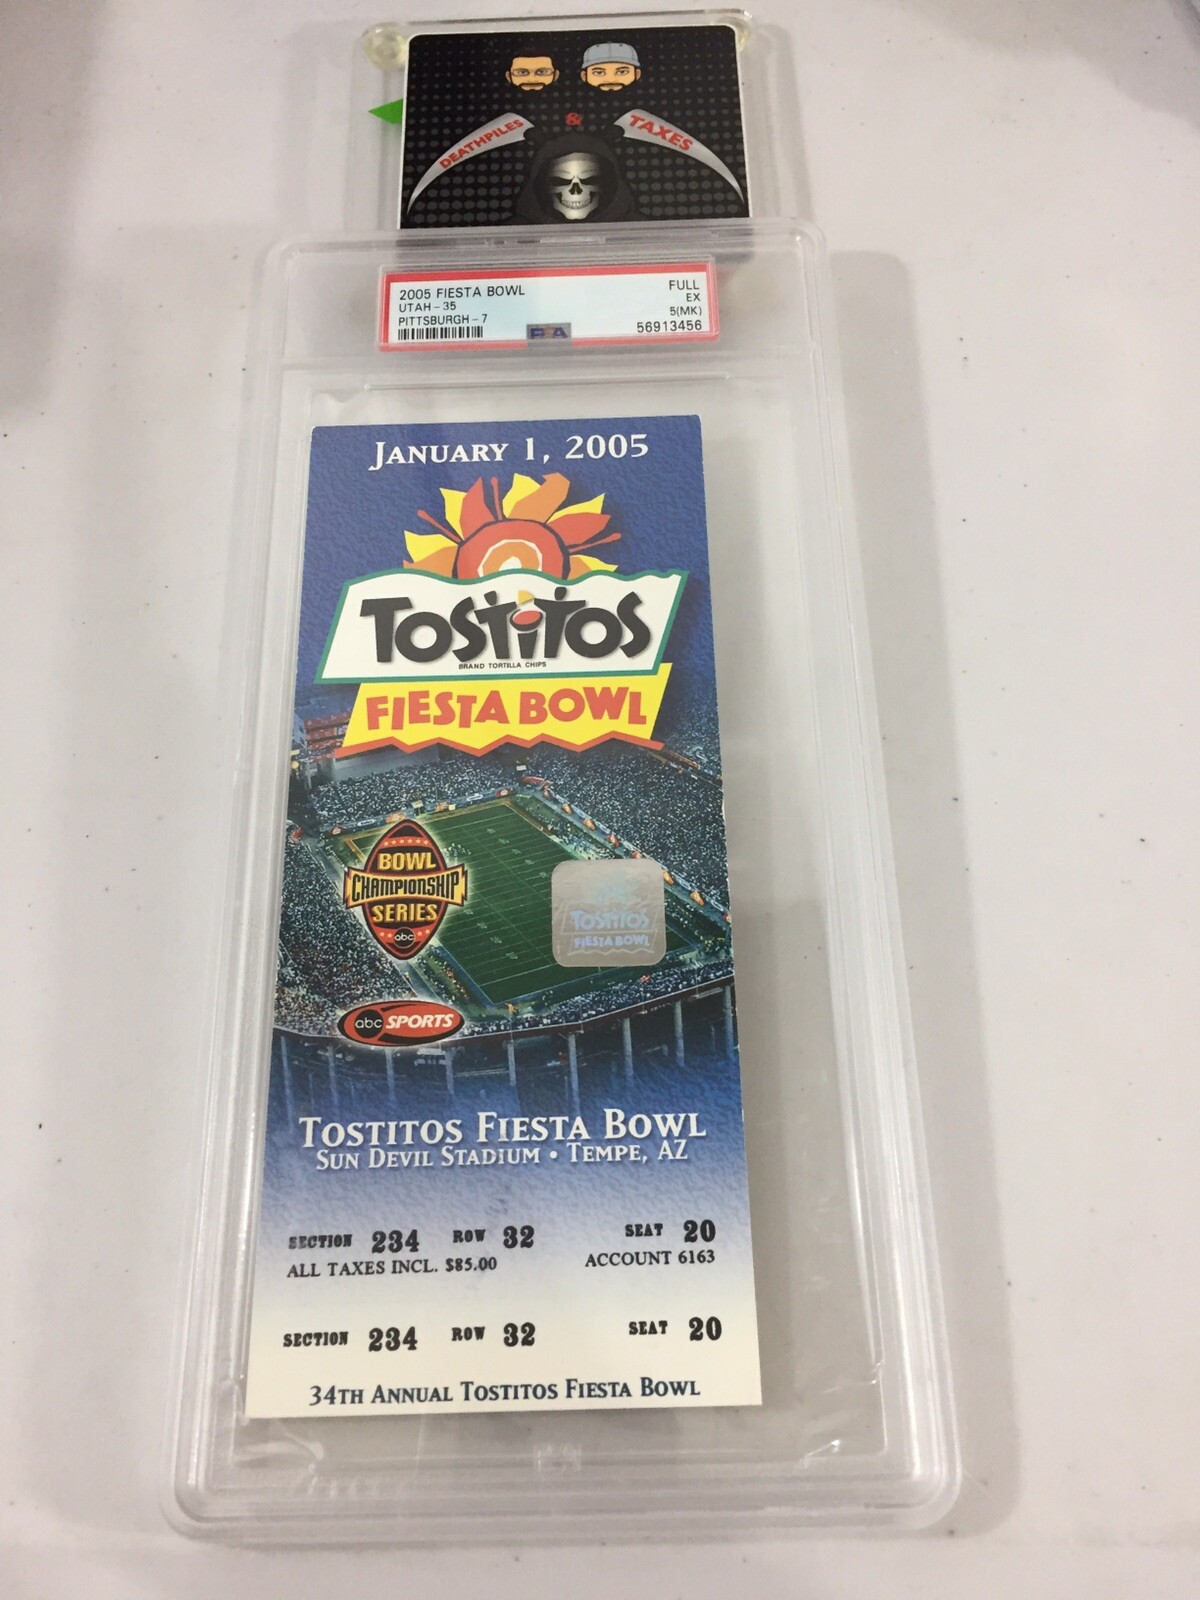 DEATHPILES & TAXES
2005 FIESTA BOWL FULL
UTAH - 35 EX
PITTSBURGH - 7 5(MK)
PSA 56913456
JANUARY 1, 2005
TOSTITOS
BRAND TORTILLA CHIPS
FIESTA BOWL
BOWL
CHAMPIONSHIP
SERIES
abc
TOSTITOS
FIESTA BOWL
abc SPORTS
TOSTITOS FIESTA BOWL
SUN DEVIL STADIUM • TEMPE, AZ
SECTION 234 ROW 32 SEAT 20
ALL TAXES INCL. $85.00 ACCOUNT 6163
SECTION 234 ROW 32 SEAT 20
34TH ANNUAL TOSTITOS FIESTA BOWL